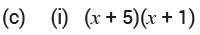 (c) (i) (x + 5)(x + 1)